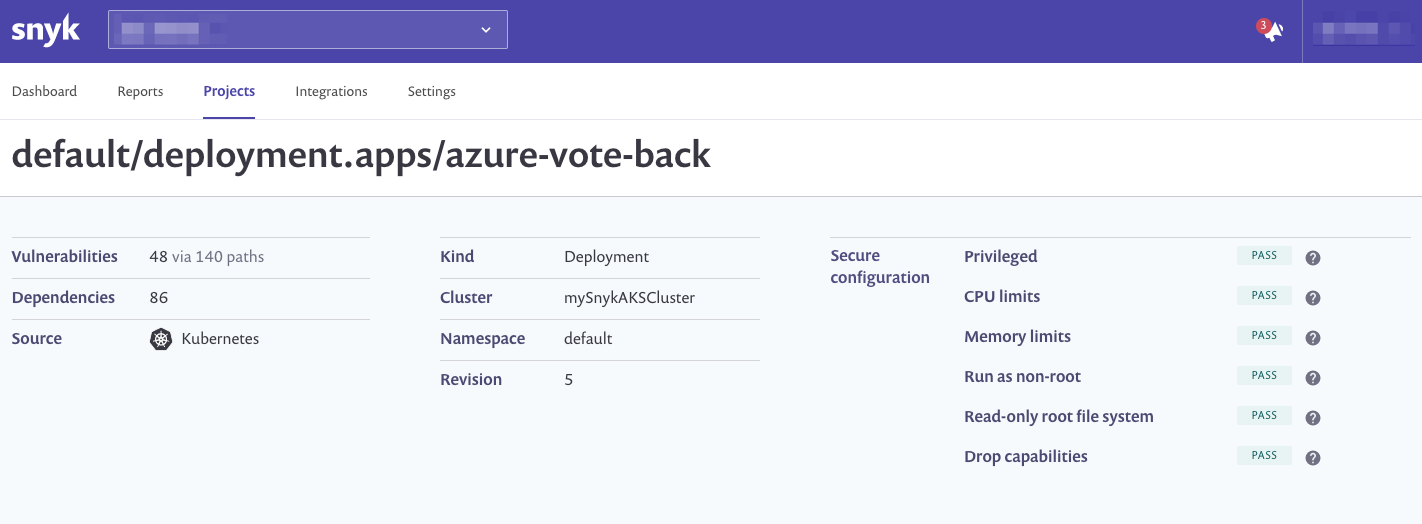 snyk
3
Dashboard Reports Projects Integrations Settings
default/deployment.apps/azure-vote-back
Vulnerabilities 48 via 140 paths
Dependencies 86
Source Kubernetes
Kind Deployment
Cluster mySnykAKSCluster
Namespace default
Revision 5
Secure
configuration
Privileged PASS ?
CPU limits PASS ?
Memory limits PASS ?
Run as non-root PASS ?
Read-only root file system PASS ?
Drop capabilities PASS ?